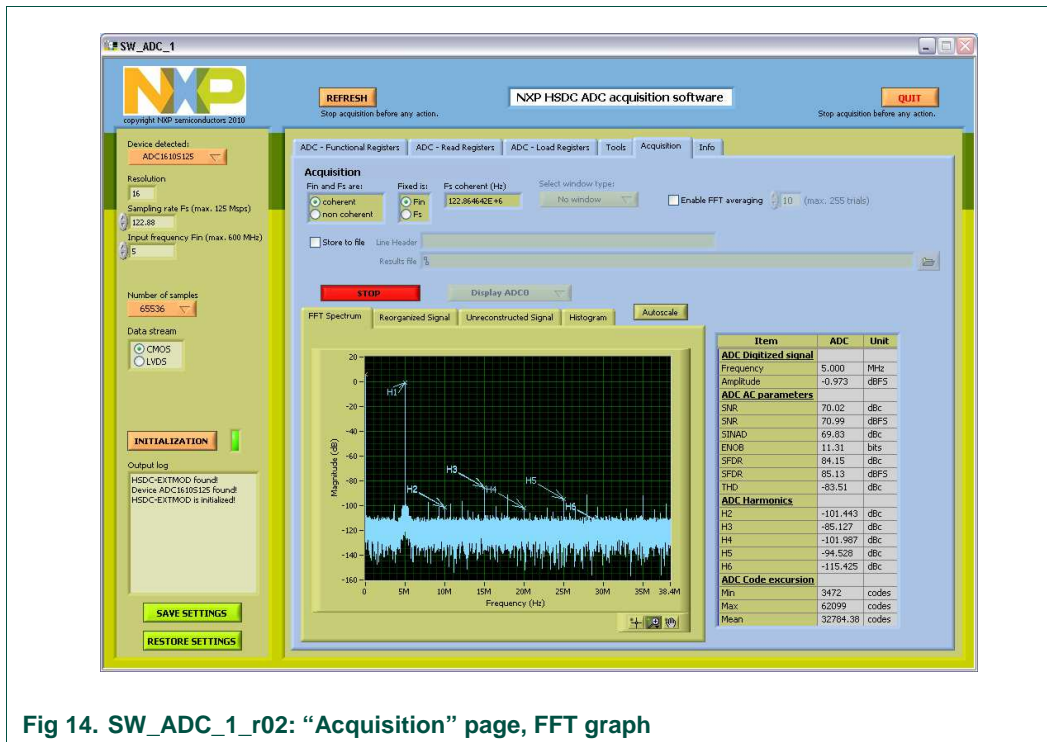 SW_ADC_1
NXP
copyright NXP semiconductors 2010
REFRESH
Stop acquisition before any action.
NXP HSDC ADC acquisition software
QUIT
Stop acquisition before any action.
Device detected:
ADC1610S125
Resolution
16
Sampling rate Fs (max. 125 Msps)
122.88
Input frequency Fin (max. 600 MHz)
5
Number of samples
65536
Data stream
CMOS
LVDS
INITIALIZATION
Output log
HSDC-EXTMOD found!
Device ADC1610S125 found!
HSDC-EXTMOD is initialized!
SAVE SETTINGS
RESTORE SETTINGS
ADC - Functional Registers
ADC - Read Registers
ADC - Load Registers
Tools
Acquisition
Info
Acquisition
Fin and Fs are:
coherent
non coherent
Fixed is:
Fin
Fs
Fs coherent (Hz)
122.864642E+6
Select window type:
No window
Enable FFT averaging
10
(max. 255 trials)
Store to file
Line Header
Results file
STOP
Display ADC0
FFT Spectrum
Reorganized Signal
Unreconstructed Signal
Histogram
Autoscale
Magnitude (dB)
20
0
-20
-40
-60
-80
-100
-120
-140
-160
H1
H2
H3
H4
H5
H6
0 5M 10M 15M 20M 25M 30M 35M 38.4M
Frequency (Hz)
Item ADC Unit
ADC Digitized signal
Frequency 5.000 MHz
Amplitude -0.973 dBFS
ADC AC parameters
SNR 70.02 dBc
SNR 70.99 dBFS
SINAD 69.83 dBc
ENOB 11.31 bits
SFDR 84.15 dBc
SFDR 85.13 dBFS
THD -83.51 dBc
ADC Harmonics
H2 -101.443 dBc
H3 -85.127 dBc
H4 -101.987 dBc
H5 -94.528 dBc
H6 -115.425 dBc
ADC Code excursion
Min 3472 codes
Max 62099 codes
Mean 32784.38 codes
Fig 14. SW_ADC_1_r02: “Acquisition” page, FFT graph